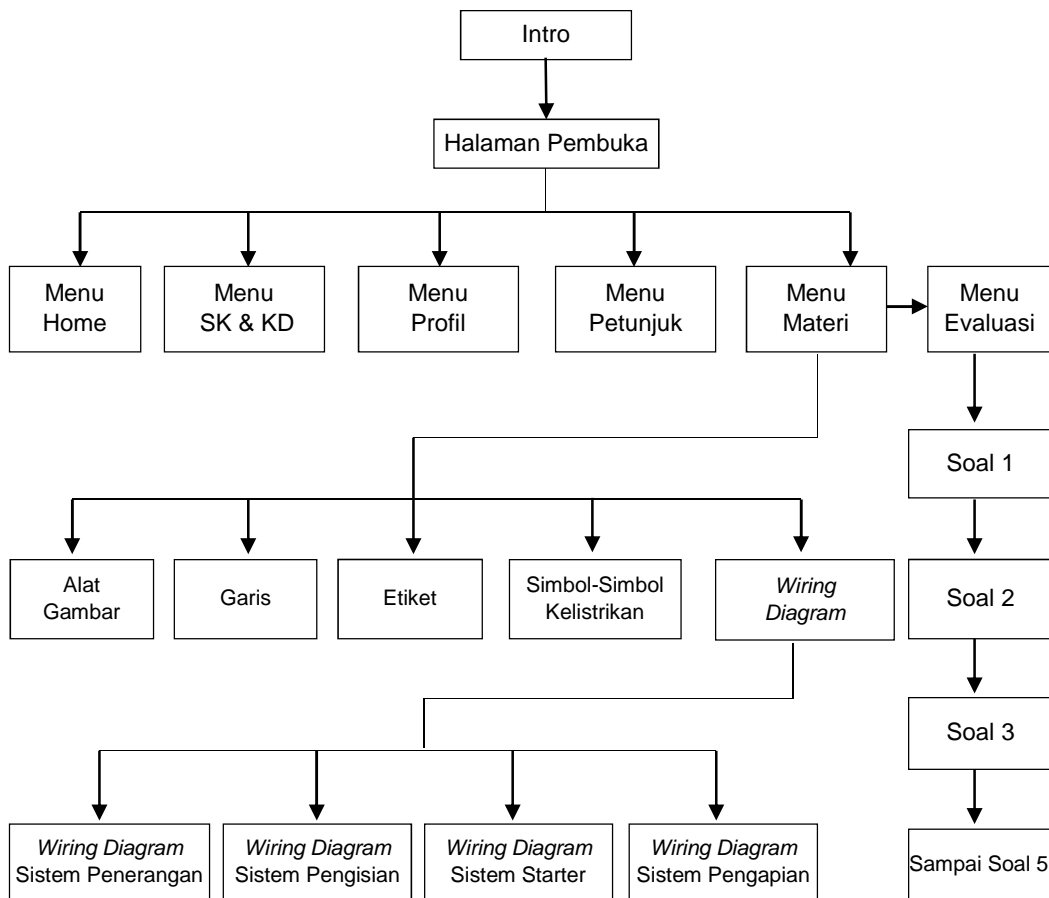 Intro
Halaman Pembuka
Menu
Home
Menu
SK & KD
Menu
Profil
Menu
Petunjuk
Menu
Materi
Menu
Evaluasi
Soal 1
Alat
Gambar
Garis
Etiket
Simbol-Simbol
Kelistrikan
Wiring
Diagram
Soal 2
Soal 3
Wiring Diagram
Sistem Penerangan
Wiring Diagram
Sistem Pengisian
Wiring Diagram
Sistem Starter
Wiring Diagram
Sistem Pengapian
Sampai Soal 5